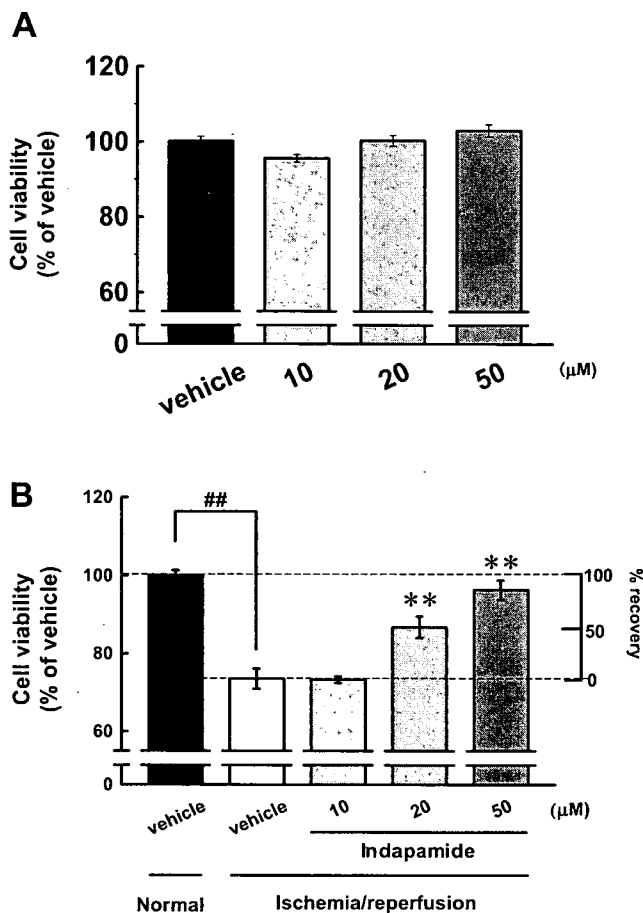 A
Cell viability
(% of vehicle)
120
100
80
60
0
vehicle 10 20 50 (μM)
B
Cell viability
(% of vehicle)
120
100
80
60
0
##
**
**
100
50
0
% recovery
vehicle vehicle 10 20 50 (μM)
Indapamide
Normal Ischemia/reperfusion